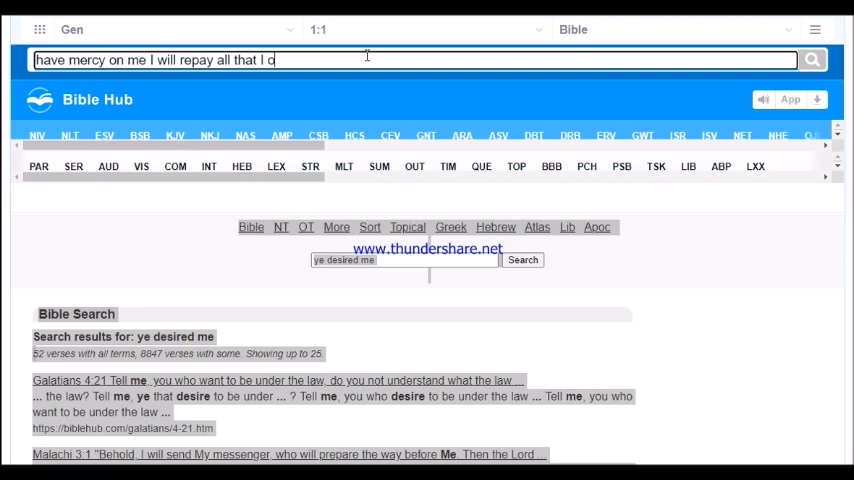 Gen 1:1 Bible
have mercy on me I will repay all that I o
Bible Hub App
NIV NLT ESV BSB KJV NKJ NAS AMP CSB HCS CEV GNT ARA ASV DBT DRB ERV GWT ISR ISV NET NHE OJ
PAR SER AUD VIS COM INT HEB LEX STR MLT SUM OUT TIM QUE TOP BBB PCH PSB TSK LIB ABP LXX
Bible NT OT More Sort Topical Greek Hebrew Atlas Lib Apoc
www.thundershare.net
ye desired me Search
Bible Search
Search results for: ye desired me
52 verses with all terms, 8847 verses with some. Showing up to 25.
Galatians 4:21 Tell me, you who want to be under the law, do you not understand what the law ...
... the law? Tell me, ye that desire to be under ... ? Tell me, you who desire to be under the law ... Tell me, you who
want to be under the law ...
https://biblehub.com/galatians/4-21.htm
Malachi 3:1 "Behold, I will send My messenger, who will prepare the way before Me. Then the Lord ...